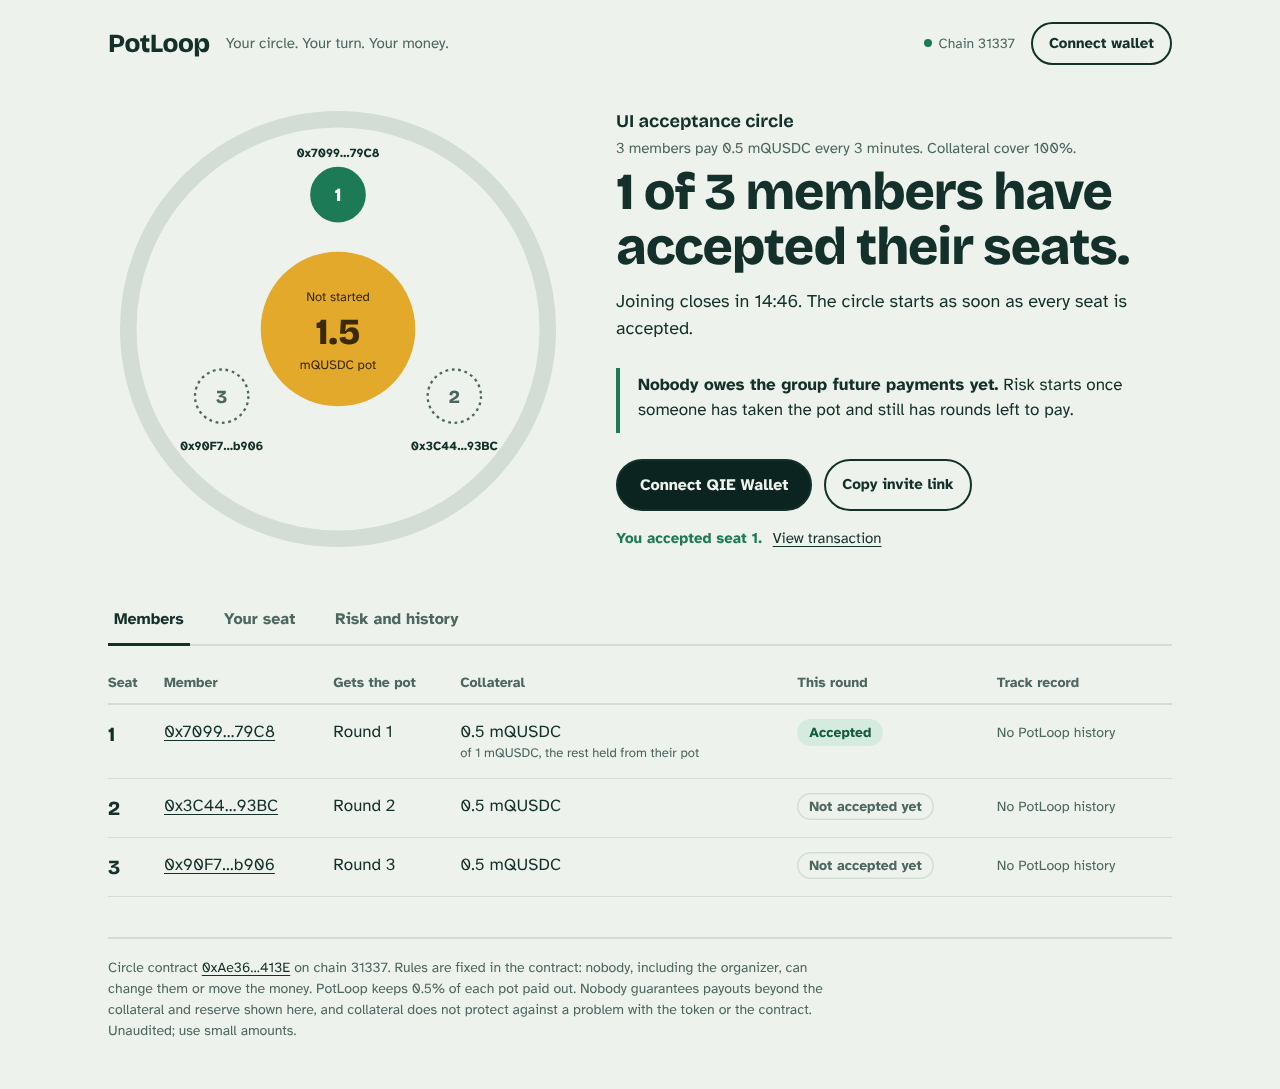 PotLoop
Your circle. Your turn. Your money.
Chain 31337
Connect wallet
0x7099...79C8
1
Not started
1.5
mQUSDC pot
3
2
0x90F7...b906
0x3C44...93BC
UI acceptance circle
3 members pay 0.5 mQUSDC every 3 minutes. Collateral cover 100%.
1 of 3 members have
accepted their seats.
Joining closes in 14:46. The circle starts as soon as every seat is
accepted.
Nobody owes the group future payments yet. Risk starts once
someone has taken the pot and still has rounds left to pay.
Connect QIE Wallet
Copy invite link
You accepted seat 1. View transaction
Members
Your seat
Risk and history
Seat Member Gets the pot Collateral This round Track record
1 0x7099...79C8 Round 1 0.5 mQUSDC Accepted No PotLoop history
of 1 mQUSDC, the rest held from their pot
2 0x3C44...93BC Round 2 0.5 mQUSDC Not accepted yet No PotLoop history
3 0x90F7...b906 Round 3 0.5 mQUSDC Not accepted yet No PotLoop history
Circle contract 0xAe36...413E on chain 31337. Rules are fixed in the contract: nobody, including the organizer, can
change them or move the money. PotLoop keeps 0.5% of each pot paid out. Nobody guarantees payouts beyond the
collateral and reserve shown here, and collateral does not protect against a problem with the token or the contract.
Unaudited; use small amounts.